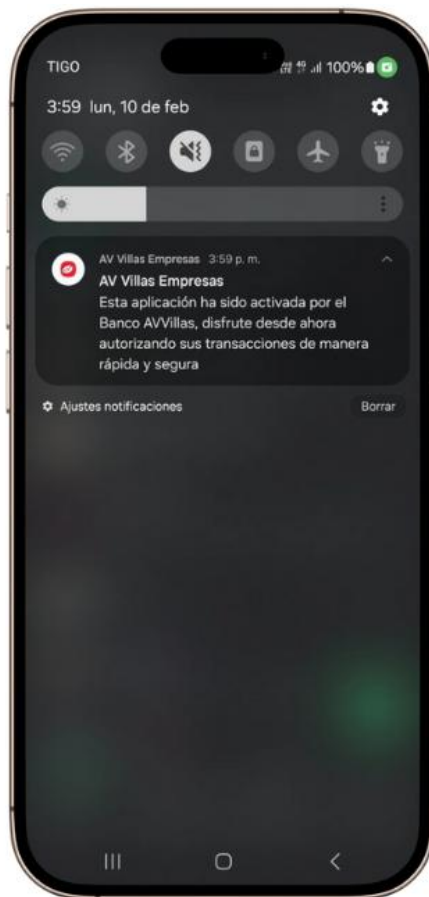 TIGO
100%
3:59 lun, 10 de feb
AV Villas Empresas 3:59 p. m.
AV Villas Empresas
Esta aplicación ha sido activada por el
Banco AVVillas, disfrute desde ahora
autorizando sus transacciones de manera
rápida y segura
Ajustes notificaciones
Borrar